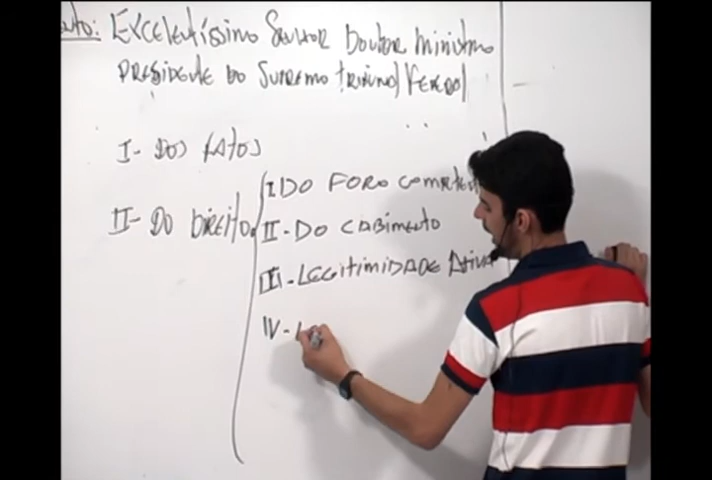 Excelentíssimo Senhor Doutor Ministro
Presidente do Supremo Tribunal Federal
I - DOS FATOS
II - DO DIREITO
I. DO FORO
II - DO CABIMENTO
III - LEGITIMIDADE ATIVA
IV -